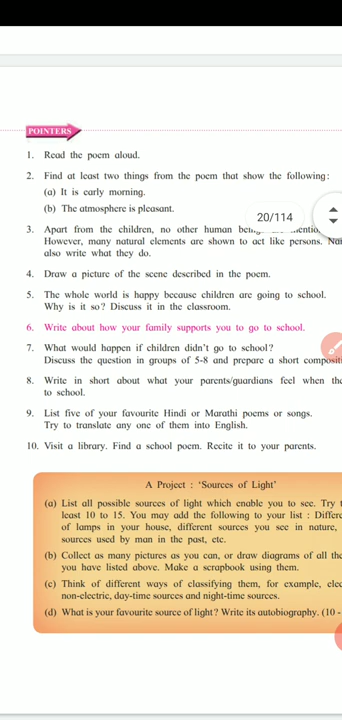 POINTERS
1. Read the poem aloud.
2. Find at least two things from the poem that show the following:
(a) It is early morning.
(b) The atmosphere is pleasant.
20/114
3. Apart from the children, no other human
However, many natural elements are shown to act like persons.
also write what they do.
4. Draw a picture of the scene described in the poem.
5. The whole world is happy because children are going to school.
Why is it so? Discuss it in the classroom.
6. Write about how your family supports you to go to school.
7. What would happen if children didn't go to school?
Discuss the question in groups of 5-8 and prepare a short
8. Write in short about what your parents/guardians feel when
to school.
9. List five of your favourite Hindi or Marathi poems or songs.
Try to translate any one of them into English.
10. Visit a library. Find a school poem. Recite it to your parents.
A Project : ‘Sources of Light’
(a) List all possible sources of light which enable you to see. Try
least 10 to 15. You may add the following to your list :
of lamps in your house, different sources you see in nature,
sources used by man in the past, etc.
(b) Collect as many pictures as you can, or draw diagrams of all
you have listed above. Make a scrapbook using them.
(c) Think of different ways of classifying them, for example,
non-electric, day-time sources and night-time sources.
(d) What is your favourite source of light? Write its autobiography. (10 -